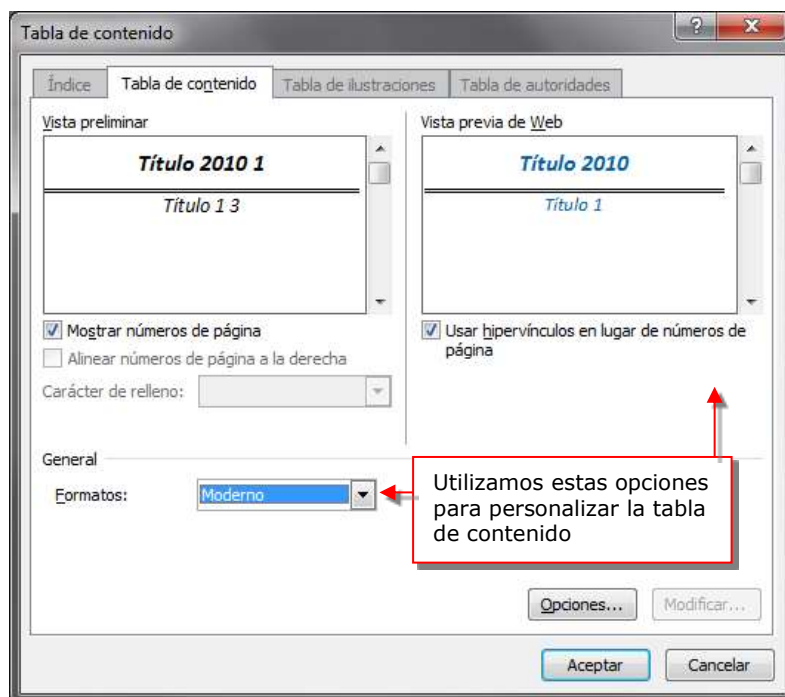 Tabla de contenido
Índice
Tabla de contenido
Tabla de ilustraciones
Tabla de autoridades
Vista preliminar
Título 2010 1
Título 1 3
Vista previa de Web
Título 2010
Título 1
Mostrar números de página
Alinear números de página a la derecha
Carácter de relleno:
Usar hipervínculos en lugar de números de
página
General
Formatos:
Moderno
Utilizamos estas opciones
para personalizar la tabla
de contenido
Opciones...
Modificar...
Aceptar
Cancelar